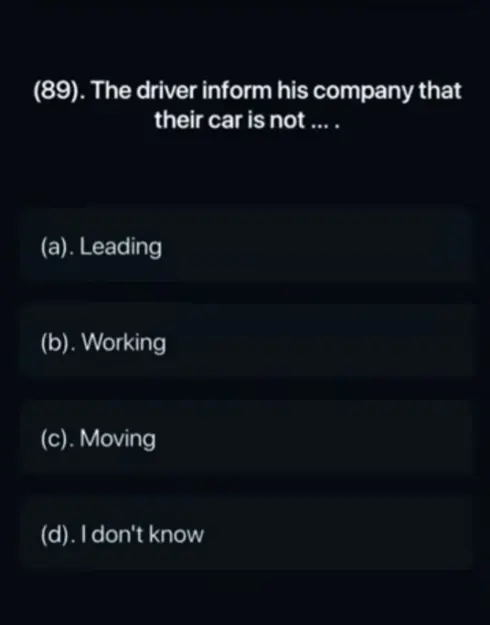 (89). The driver inform his company that
their car is not ... .
(a). Leading
(b). Working
(c). Moving
(d). I don't know